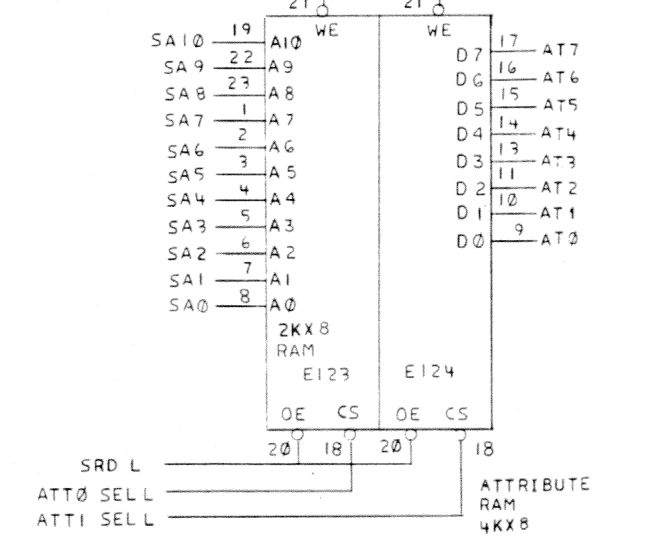 21 21
WE WE
SA10 19 A10
D7 17 AT7
SA9 22 A9
D6 16 AT6
SA8 23 A8
D5 15 AT5
SA7 1 A7
D4 14 AT4
SA6 2 A6
D3 13 AT3
SA5 3 A5
D2 11 AT2
SA4 4 A4
D1 10 AT1
SA3 5 A3
D0 9 AT0
SA2 6 A2
SA1 7 A1
SA0 8 A0
2KX8
RAM
E123 E124
OE CS OE CS
20 18 20 18
SRD L
ATT0 SEL L
ATT1 SEL L
ATTRIBUTE
RAM
4KX8